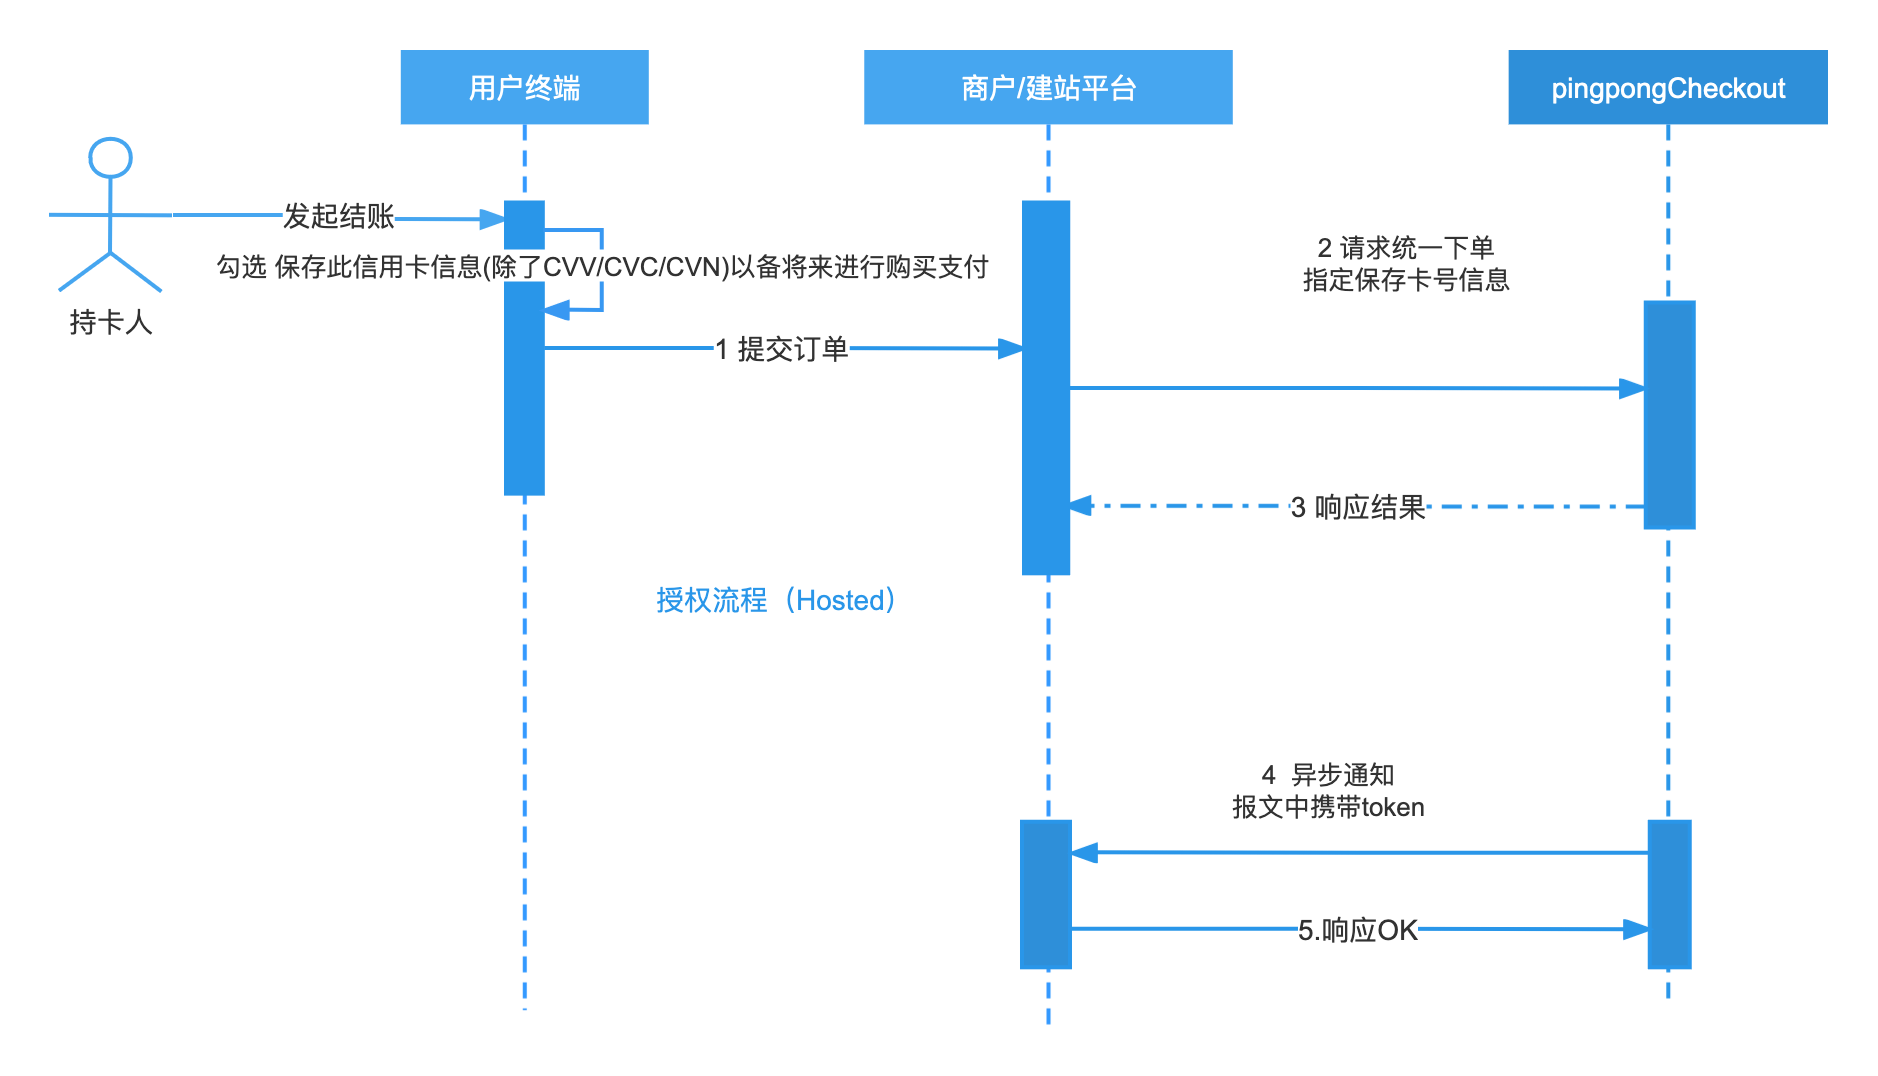 用户终端
商户/建站平台
pingpongCheckout
发起结账
勾选 保存此信用卡信息(除了CVV/CVC/CVN)以备将来进行购买支付
持卡人
2 请求统一下单
指定保存卡号信息
1 提交订单
3 响应结果
授权流程（Hosted）
4 异步通知
报文中携带token
5.响应OK